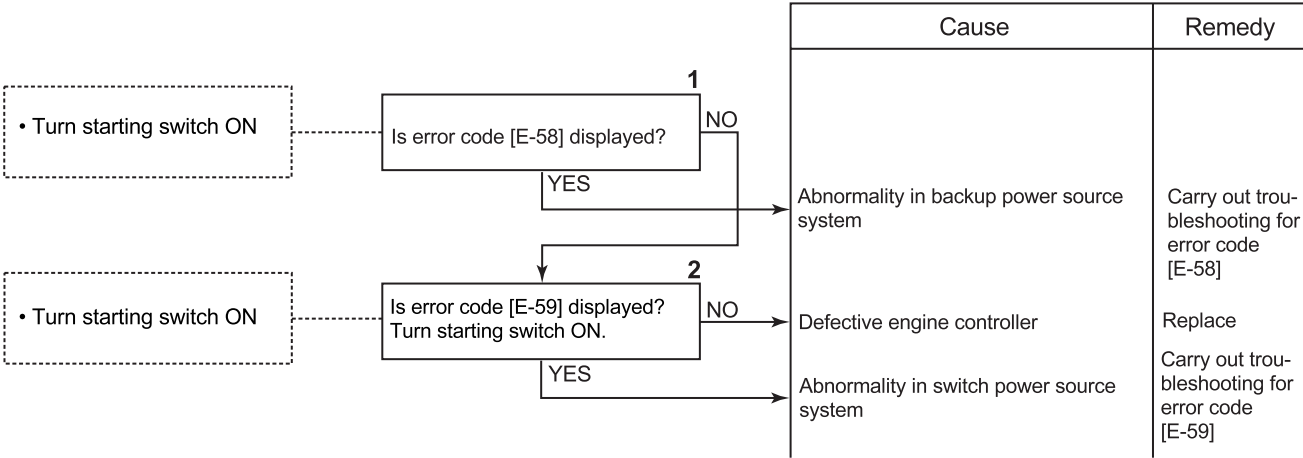 Cause
Remedy
1
• Turn starting switch ON
Is error code [E-58] displayed?
NO
YES
Abnormality in backup power source
system
Carry out trou-
bleshooting for
error code
[E-58]
2
• Turn starting switch ON
Is error code [E-59] displayed?
Turn starting switch ON.
NO
Defective engine controller
Replace
YES
Abnormality in switch power source
system
Carry out trou-
bleshooting for
error code
[E-59]